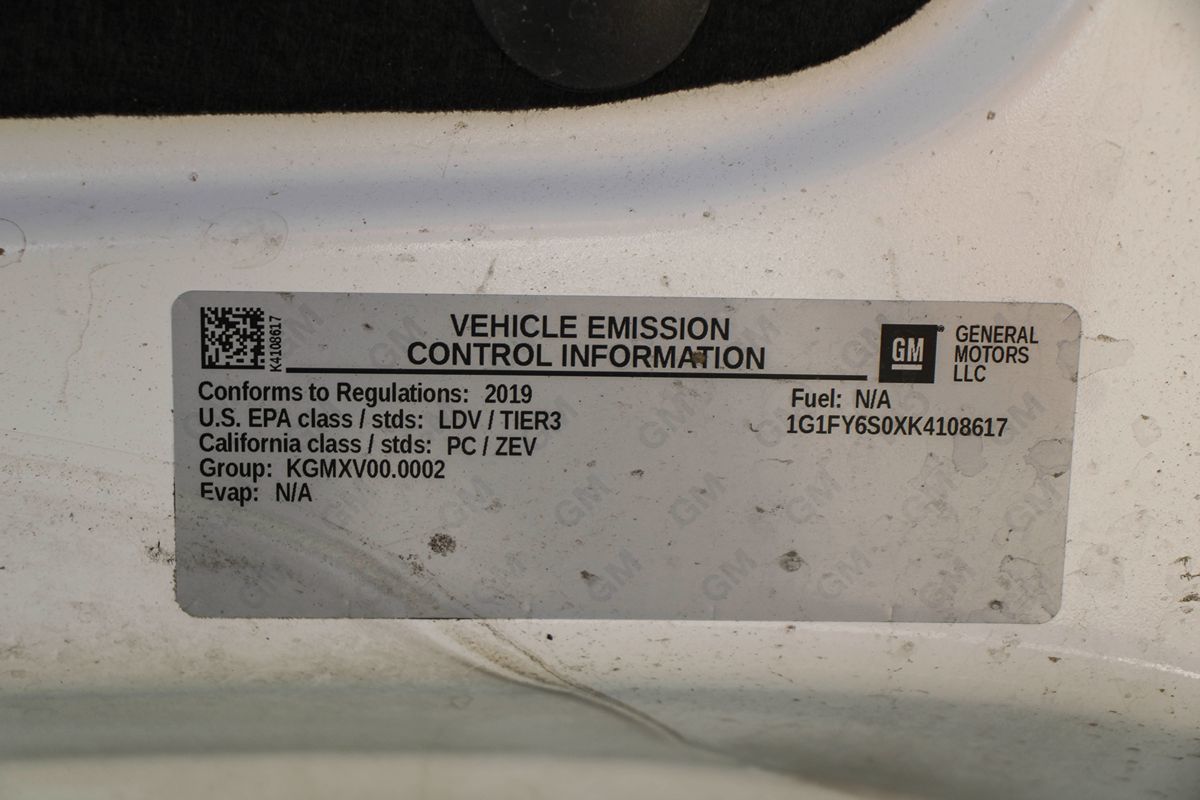 K4108617
VEHICLE EMISSION
CONTROL INFORMATION
GM
GENERAL
MOTORS
LLC
Conforms to Regulations: 2019
Fuel: N/A
U.S. EPA class / stds: LDV / TIER3
1G1FY6S0XK4108617
California class / stds: PC / ZEV
Group: KGMXV00.0002
Evap: N/A